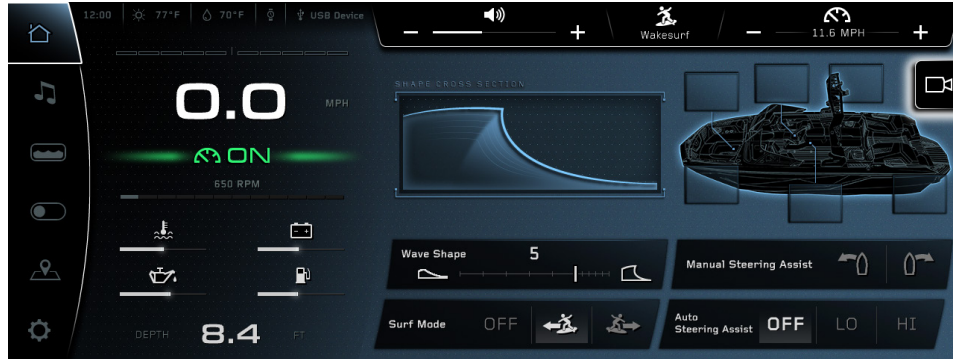 12:00 77°F 70°F USB Device
Wakesurf
11.6 MPH
0.0 MPH
ON
650 RPM
DEPTH 8.4 FT
SHAPE CROSS SECTION
Wave Shape 5
Manual Steering Assist
Surf Mode OFF
Auto
Steering Assist OFF LO HI